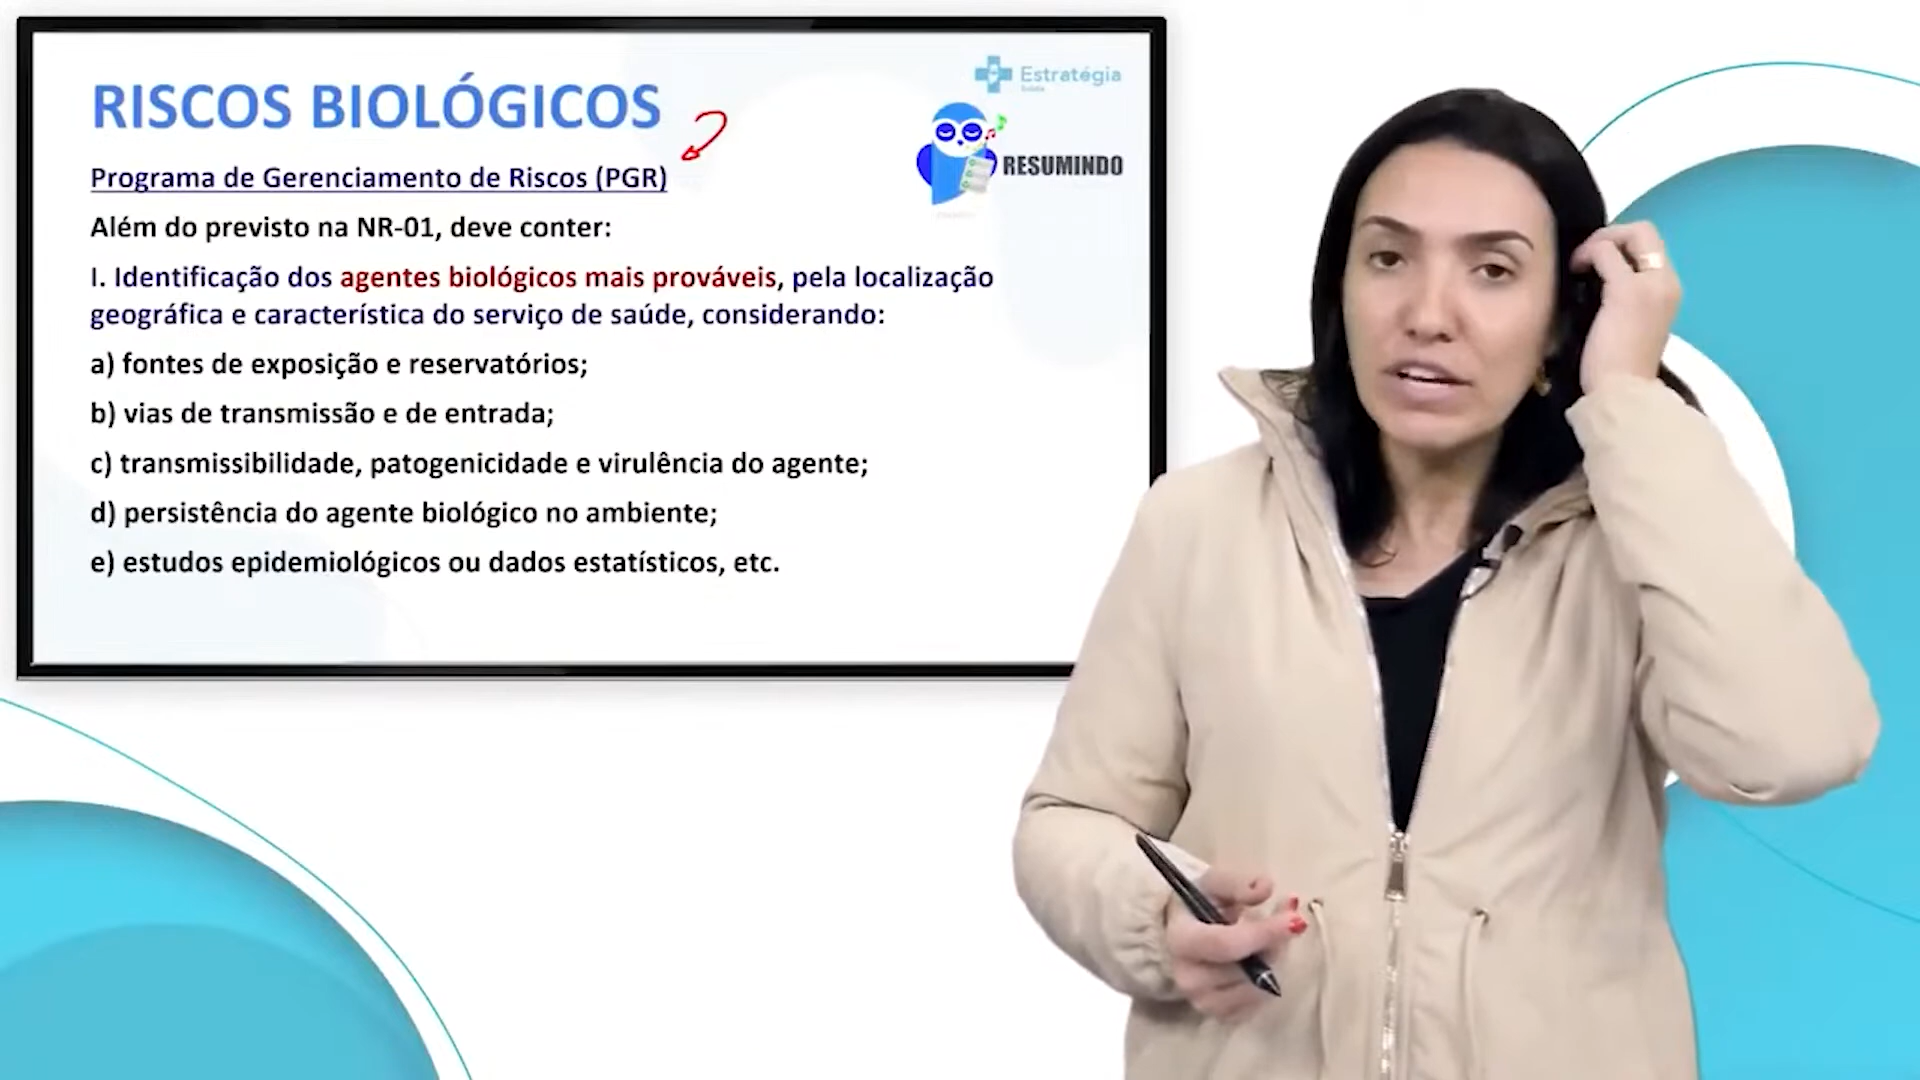 RISCOS BIOLÓGICOS
Estratégia
RESUMINDO
Programa de Gerenciamento de Riscos (PGR)
Além do previsto na NR-01, deve conter:
I. Identificação dos agentes biológicos mais prováveis, pela localização
geográfica e característica do serviço de saúde, considerando:
a) fontes de exposição e reservatórios;
b) vias de transmissão e de entrada;
c) transmissibilidade, patogenicidade e virulência do agente;
d) persistência do agente biológico no ambiente;
e) estudos epidemiológicos ou dados estatísticos, etc.